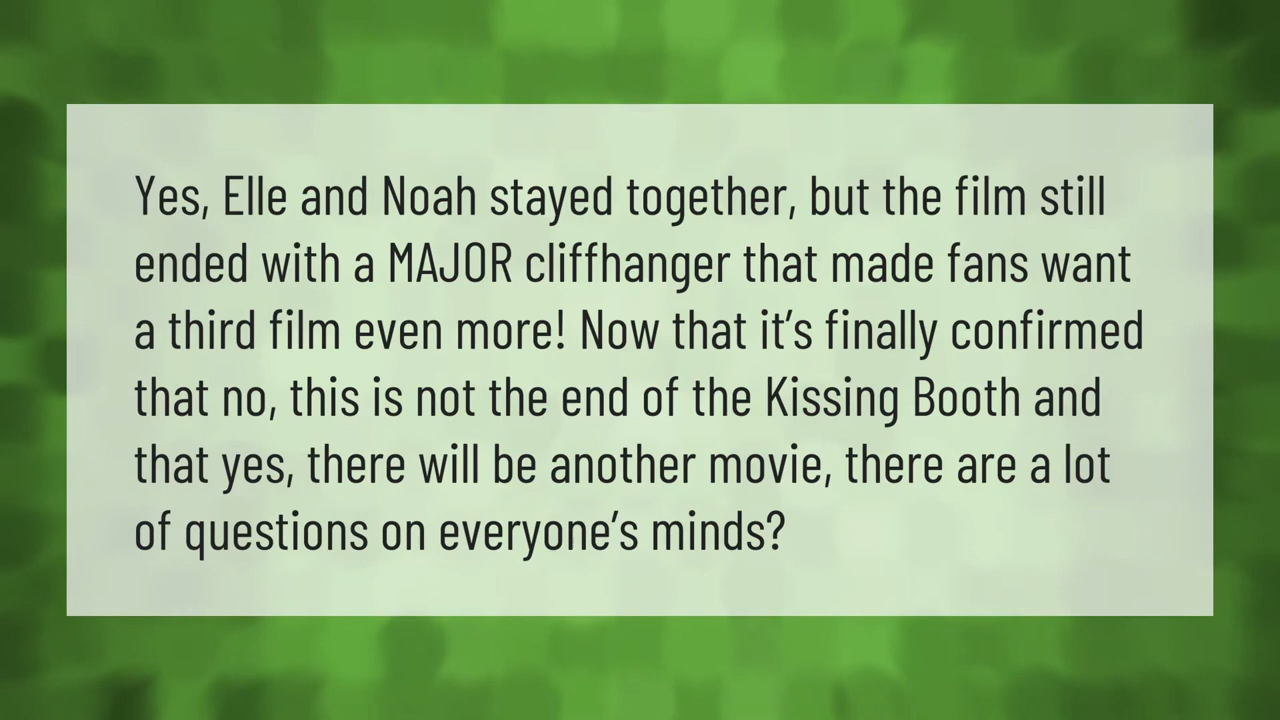 Yes, Elle and Noah stayed together, but the film still
ended with a MAJOR cliffhanger that made fans want
a third film even more! Now that it’s finally confirmed
that no, this is not the end of the Kissing Booth and
that yes, there will be another movie, there are a lot
of questions on everyone’s minds?